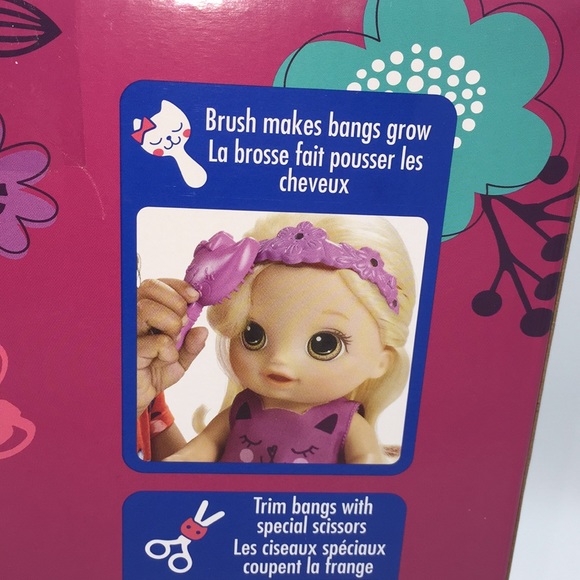 Brush makes bangs grow
La brosse fait pousser les
cheveux
Trim bangs with
special scissors
Les ciseaux spéciaux
coupent la frange